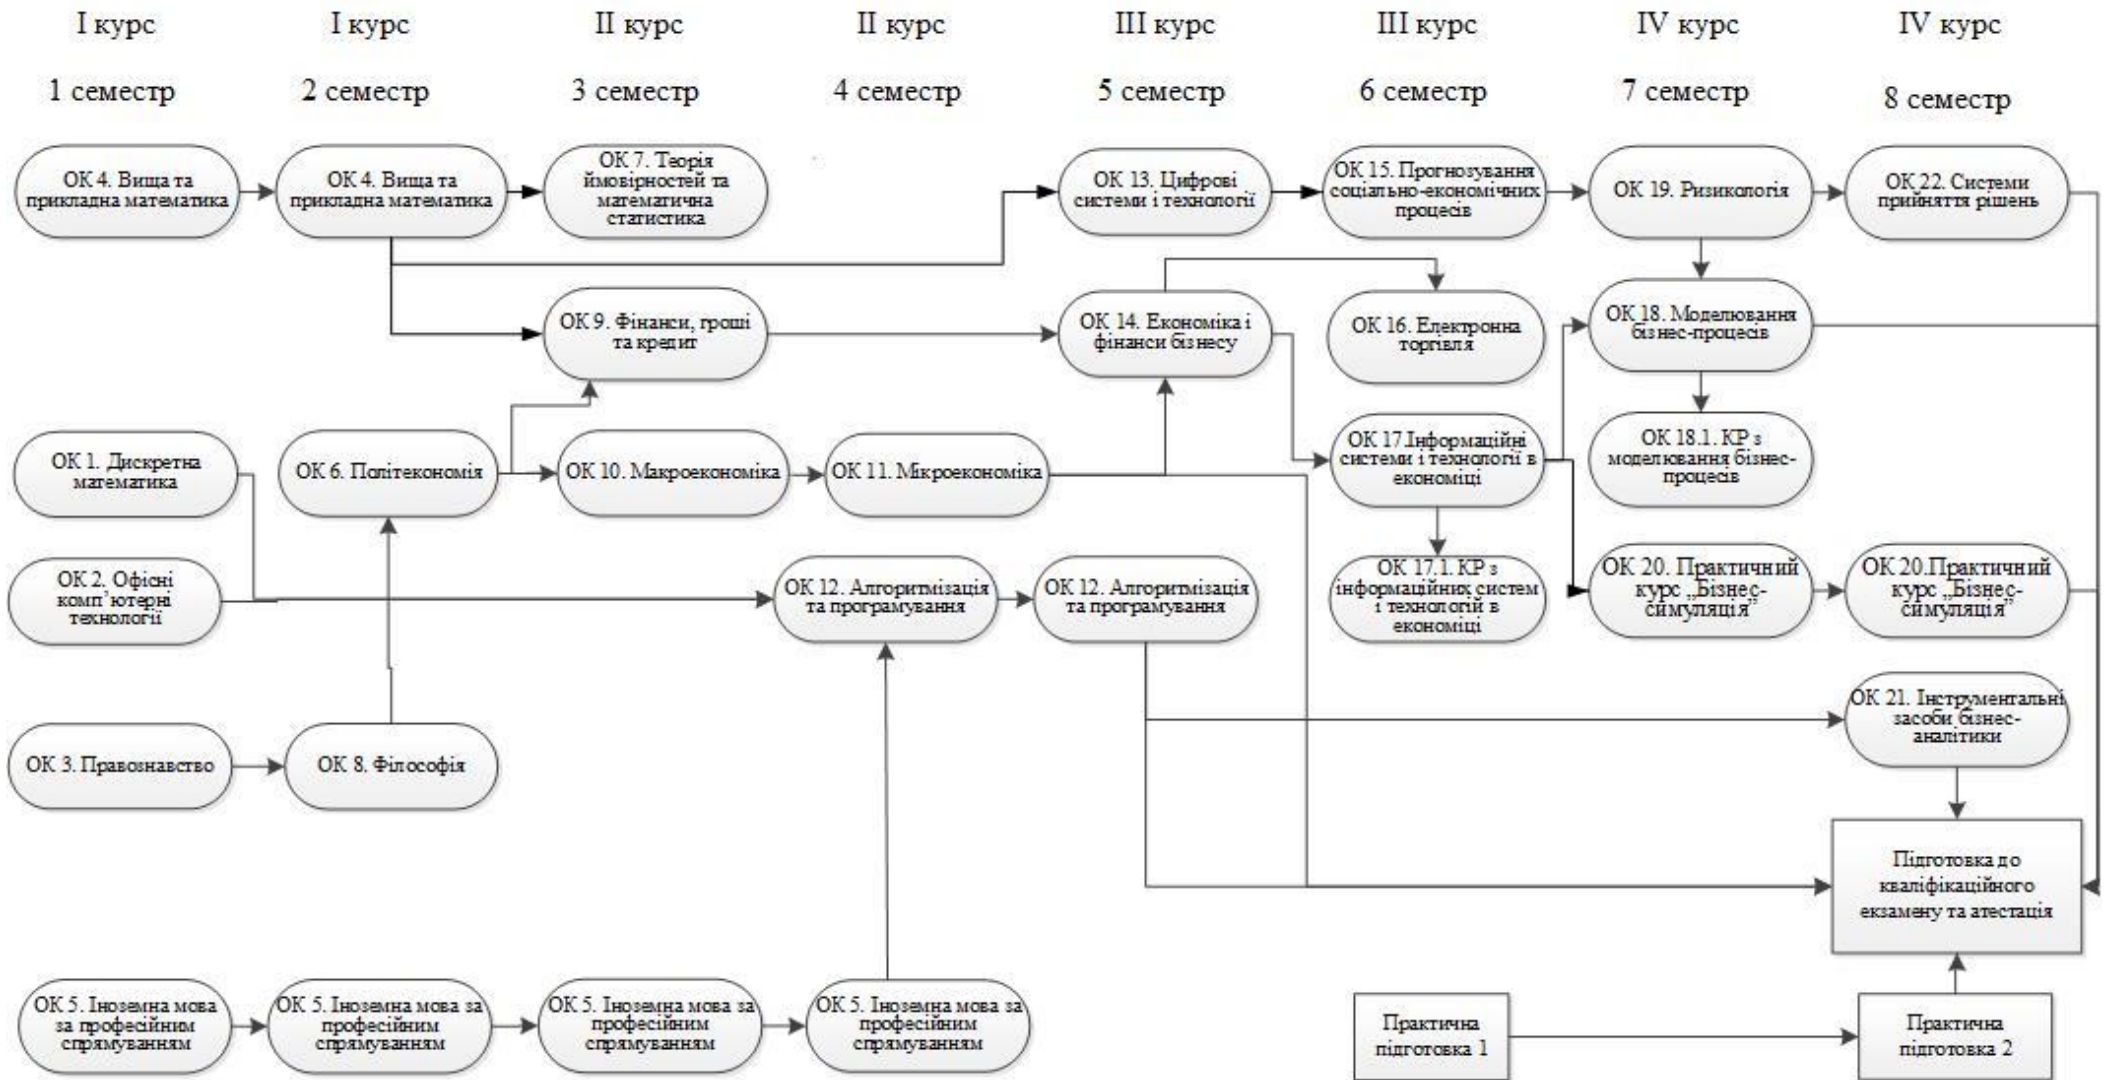 I курс
I курс
II курс
II курс
III курс
III курс
IV курс
IV курс
1 семестр
2 семестр
3 семестр
4 семестр
5 семестр
6 семестр
7 семестр
8 семестр
ОК 4. Вища та
прикладна математика
ОК 4. Вища та
прикладна математика
ОК 7. Теорія
ймовірностей та
математична
статистика
ОК 13. Цифрові
системи і технології
ОК 15. Прогнозування
соціально-економічних
процесів
ОК 19. Ризикологія
ОК 22. Системи
прийняття рішень
ОК 9. Фінанси, гроші
та кредит
ОК 14. Економіка і
фінанси бізнесу
ОК 16. Електронна
торгівля
ОК 18. Моделювання
бізнес-процесів
ОК 1. Дискретна
математика
ОК 6. Політекономія
ОК 10. Макроекономіка
ОК 11. Мікроекономіка
ОК 17.Інформаційні
системи і технології в
економіці
ОК 18.1. КР з
моделювання бізнес-
процесів
ОК 2. Офісні
комп’ютерні
технології
ОК 12. Алгоритмізація
та програмування
ОК 12. Алгоритмізація
та програмування
ОК 17.1. КР з
інформаційних систем
і технологій в
економіці
ОК 20. Практичний
курс „Бізнес-
симуляція”
ОК 20.Практичний
курс „Бізнес-
симуляція”
ОК 21. Інструментальні
засоби бізнес-
аналітики
ОК 3. Правознавство
ОК 8. Філософія
Підготовка до
кваліфікаційного
екзамену та атестація
ОК 5. Іноземна мова
за професійним
спрямуванням
ОК 5. Іноземна мова за
професійним
спрямуванням
ОК 5. Іноземна мова за
професійним
спрямуванням
ОК 5. Іноземна мова за
професійним
спрямуванням
Практична
підготовка 1
Практична
підготовка 2